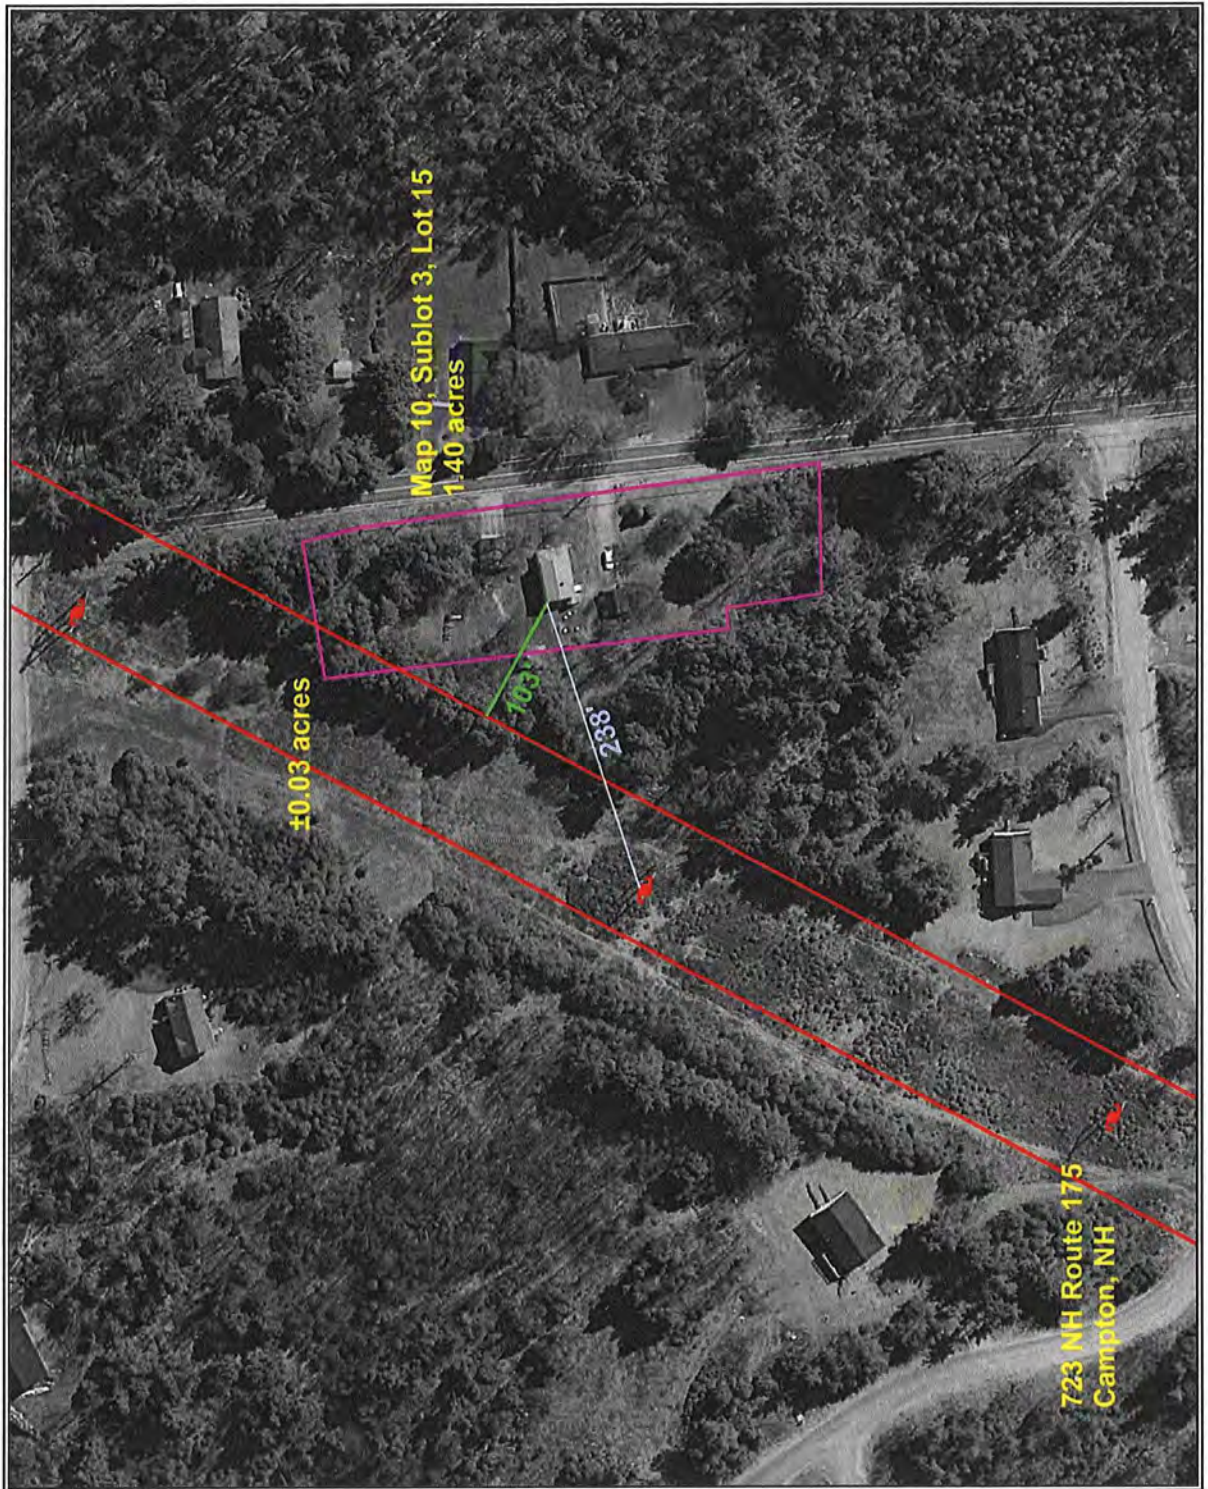 Map 10, Sublot 3, Lot 15
1.40 acres
±0.03 acres
103'
238'
723 NH Route 175
Campton, NH